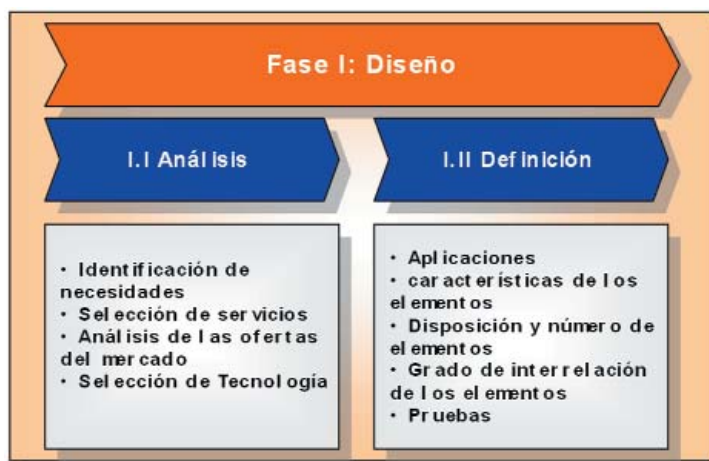 Fase I: Diseño
I.I Análisis
I.II Definición
• Identificación de
necesidades
• Selección de servicios
• Análisis de las ofertas
del mercado
• Selección de Tecnología
• Aplicaciones
• características de los
elementos
• Disposición y número de
elementos
• Grado de interrelación
de los elementos
• Pruebas